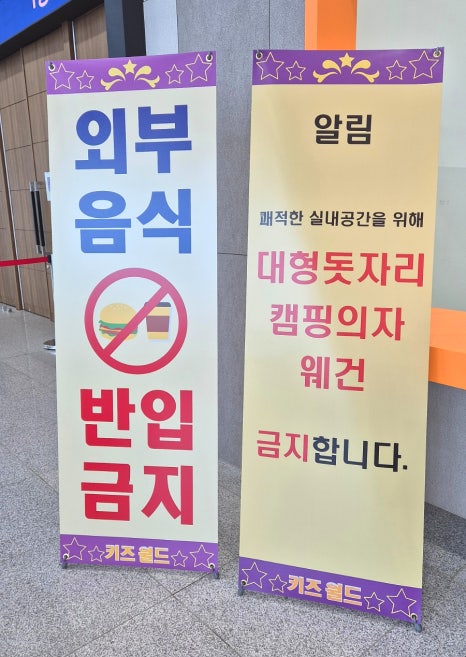 외부
음식
반입
금지
키즈 월드
알림
쾌적한 실내공간을 위해
대형돗자리
캠핑의자
웨건
금지합니다.
키즈 월드